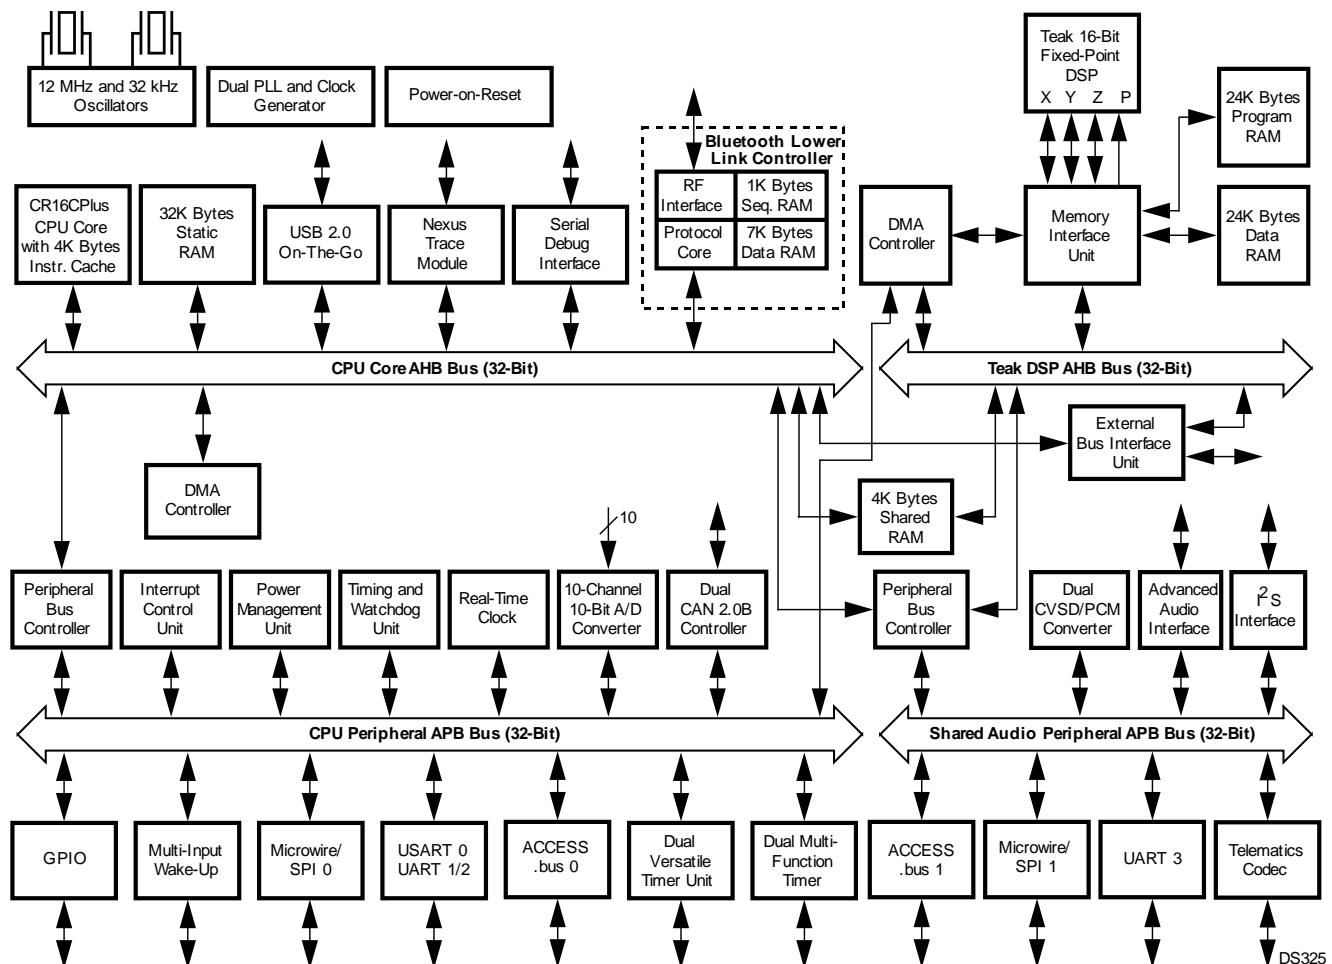 12 MHz and 32 kHz
Oscillators
Dual PLL and Clock
Generator
Power-on-Reset
Teak 16-Bit
Fixed-Point
DSP
X Y Z P
24K Bytes
Program
RAM
Bluetooth Lower
Link Controller
RF
Interface
1K Bytes
Seq. RAM
Protocol
Core
7K Bytes
Data RAM
CR16CPlus
CPU Core
with 4K Bytes
Instr. Cache
32K Bytes
Static
RAM
USB 2.0
On-The-Go
Nexus
Trace
Module
Serial
Debug
Interface
DMA
Controller
Memory
Interface
Unit
24K Bytes
Data
RAM
CPU Core AHB Bus (32-Bit)
Teak DSP AHB Bus (32-Bit)
External
Bus Interface
Unit
DMA
Controller
4K Bytes
Shared
RAM
10
Peripheral
Bus
Controller
Interrupt
Control
Unit
Power
Management
Unit
Timing and
Watchdog
Unit
Real-Time
Clock
10-Channel
10-Bit A/D
Converter
Dual
CAN 2.0B
Controller
Peripheral
Bus
Controller
Dual
CVSD/PCM
Converter
Advanced
Audio
Interface
I2S
Interface
CPU Peripheral APB Bus (32-Bit)
Shared Audio Peripheral APB Bus (32-Bit)
GPIO
Multi-Input
Wake-Up
Microwire/
SPI 0
USART 0
UART 1/2
ACCESS
.bus 0
Dual
Versatile
Timer Unit
Dual Multi-
Function
Timer
ACCESS
.bus 1
Microwire/
SPI 1
UART 3
Telematics
Codec
DS325